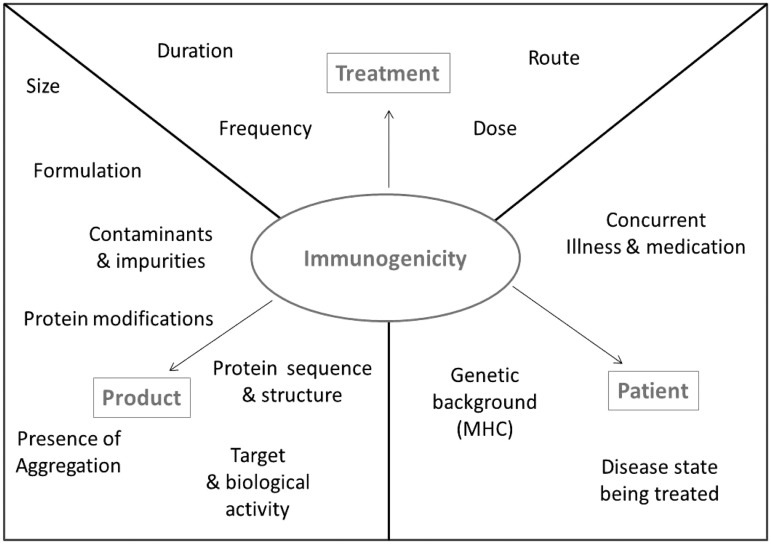 Duration
Treatment
Route
Size
Frequency
Dose
Formulation
Contaminants
& impurities
Immunogenicity
Concurrent
Illness & medication
Protein modifications
Protein sequence
& structure
Product
Presence of
Aggregation
Target
& biological
activity
Genetic
background
(MHC)
Patient
Disease state
being treated